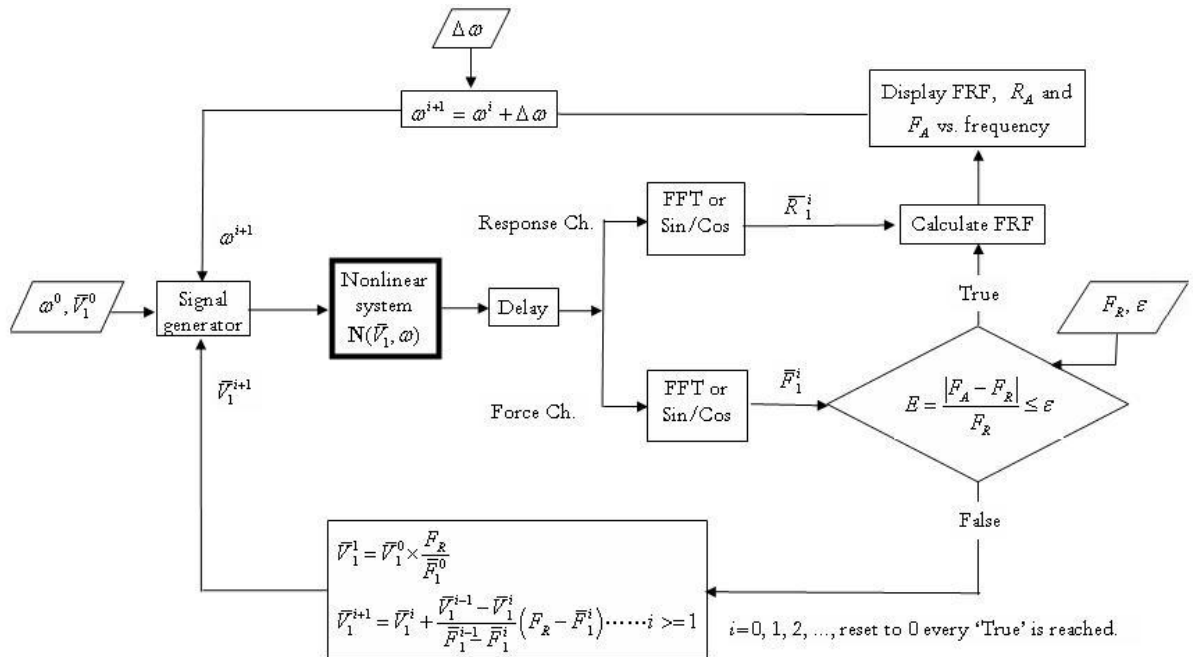 Δω
ω^{i+1} = ω^i + Δω
Display FRF, R_A and
F_A vs. frequency
Response Ch.
FFT or
Sin/Cos
R̅_1^i
Calculate FRF
ω^{i+1}
ω^0, V̅_1^0
Signal
generator
Nonlinear
system
N(V̅_1, ω)
Delay
True
F_R, ε
V̅_1^{i+1}
Force Ch.
FFT or
Sin/Cos
F̅_1^i
E = |F_A − F_R| / F_R ≤ ε
False
V̅_1^1 = V̅_1^0 × F_R / F̅_1^0
V̅_1^{i+1} = V̅_1^i + (V̅_1^{i-1} − V̅_1^i) / (F̅_1^{i-1} − F̅_1^i) (F_R − F̅_1^i)······i >= 1
i=0, 1, 2, ..., reset to 0 every ‘True’ is reached.